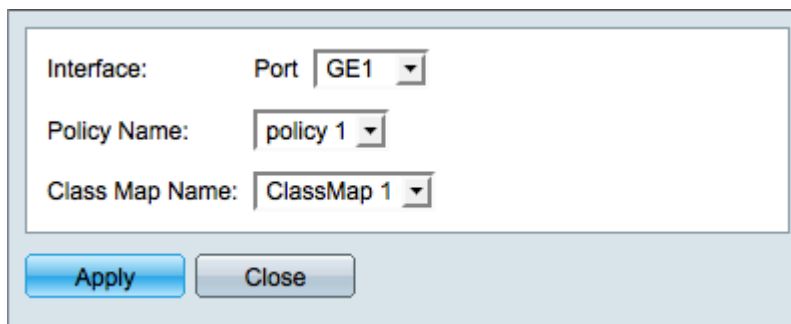 Interface: Port GE1
Policy Name: policy 1
Class Map Name: ClassMap 1
Apply Close